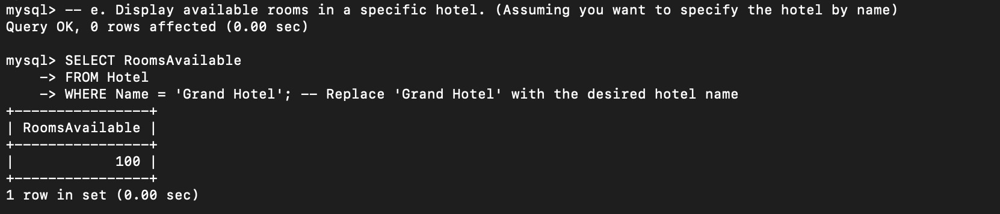 mysql> -- e. Display available rooms in a specific hotel. (Assuming you want to specify the hotel by name)
Query OK, 0 rows affected (0.00 sec)

mysql> SELECT RoomsAvailable
    -> FROM Hotel
    -> WHERE Name = 'Grand Hotel'; -- Replace 'Grand Hotel' with the desired hotel name
+----------------+
| RoomsAvailable |
+----------------+
|            100 |
+----------------+
1 row in set (0.00 sec)